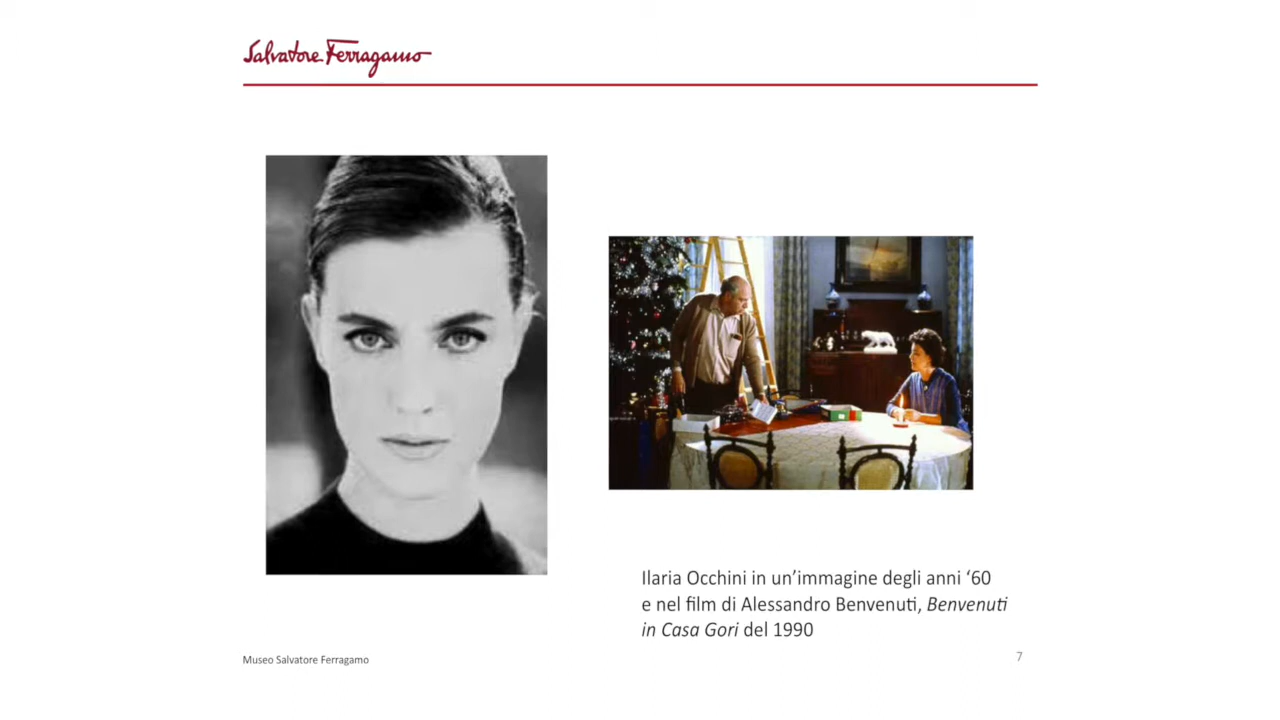 Salvatore Ferragamo
Ilaria Occhini in un’immagine degli anni ‘60
e nel film di Alessandro Benvenuti, Benvenuti
in Casa Gori del 1990
Museo Salvatore Ferragamo
7